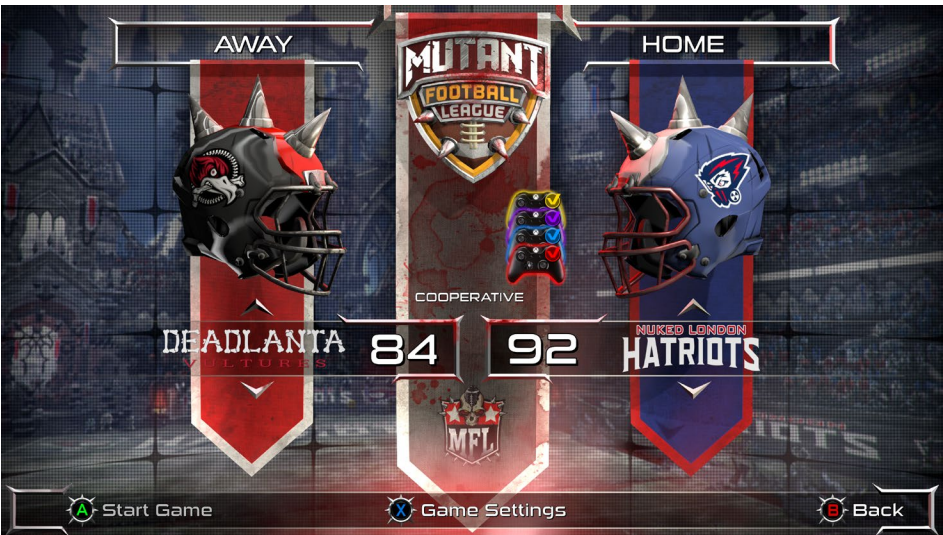 AWAY
HOME
MUTANT
FOOTBALL
LEAGUE
COOPERATIVE
DEADLANTA
VULTURES
84
92
NUKED LONDON
HATRIOTS
MFL
A Start Game
X Game Settings
B Back